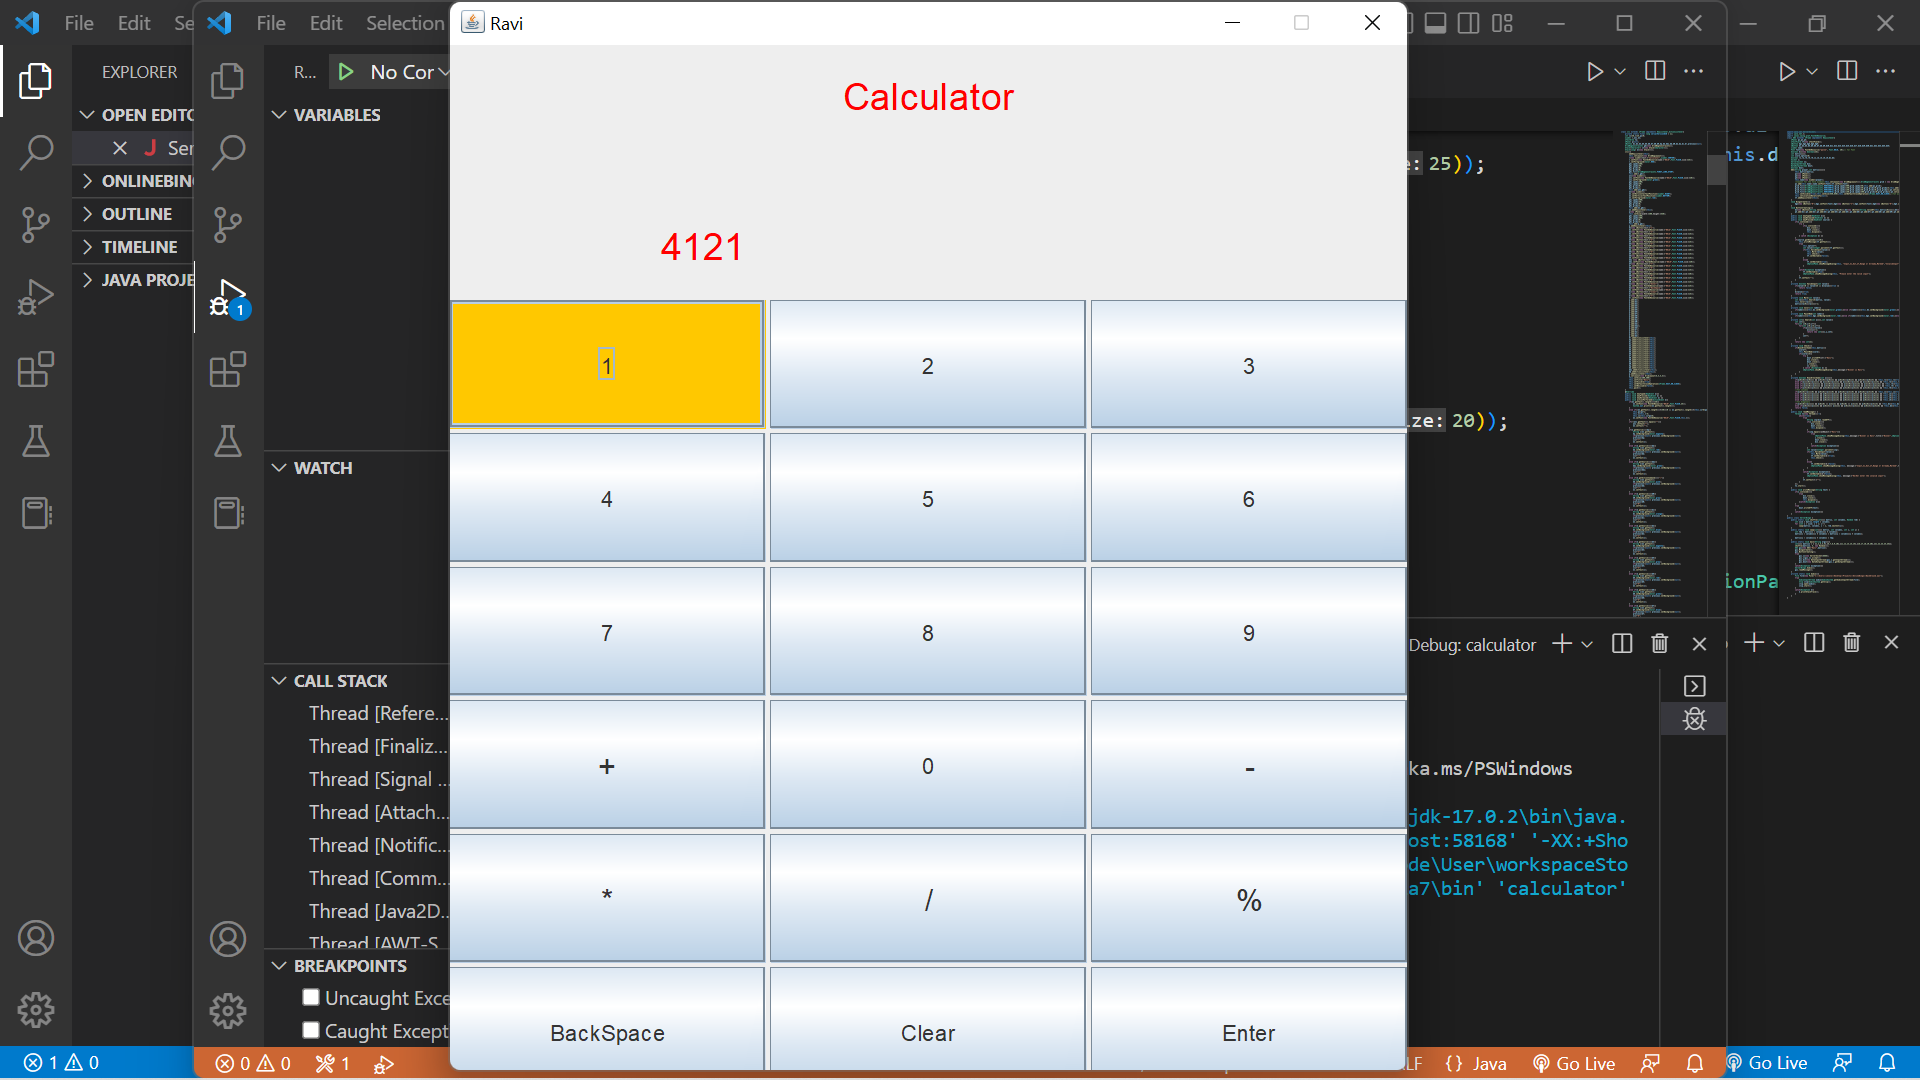 File Edit Se
EXPLORER
OPEN EDITO
J Ser
ONLINEBING
OUTLINE
TIMELINE
JAVA PROJE
1 0
File Edit Selection
R... No Cor
VARIABLES
1
WATCH
CALL STACK
Thread [Refere...
Thread [Finaliz...
Thread [Signal ...
Thread [Attach...
Thread [Notific...
Thread [Comm...
Thread [Java2D...
Thread [AWT-S
BREAKPOINTS
Uncaught Exce
Caught Except
0 0 1
Ravi
Calculator
4121
1 2 3
4 5 6
7 8 9
+ 0 -
* / %
BackSpace Clear Enter
e: 25));
ize: 20));
Debug: calculator
ka.ms/PSWindows
jdk-17.0.2\bin\java.
ost:58168' '-XX:+Sho
de\User\workspaceSto
a7\bin' 'calculator'
LF {} Java Go Live
his.d
ionPa
Go Live